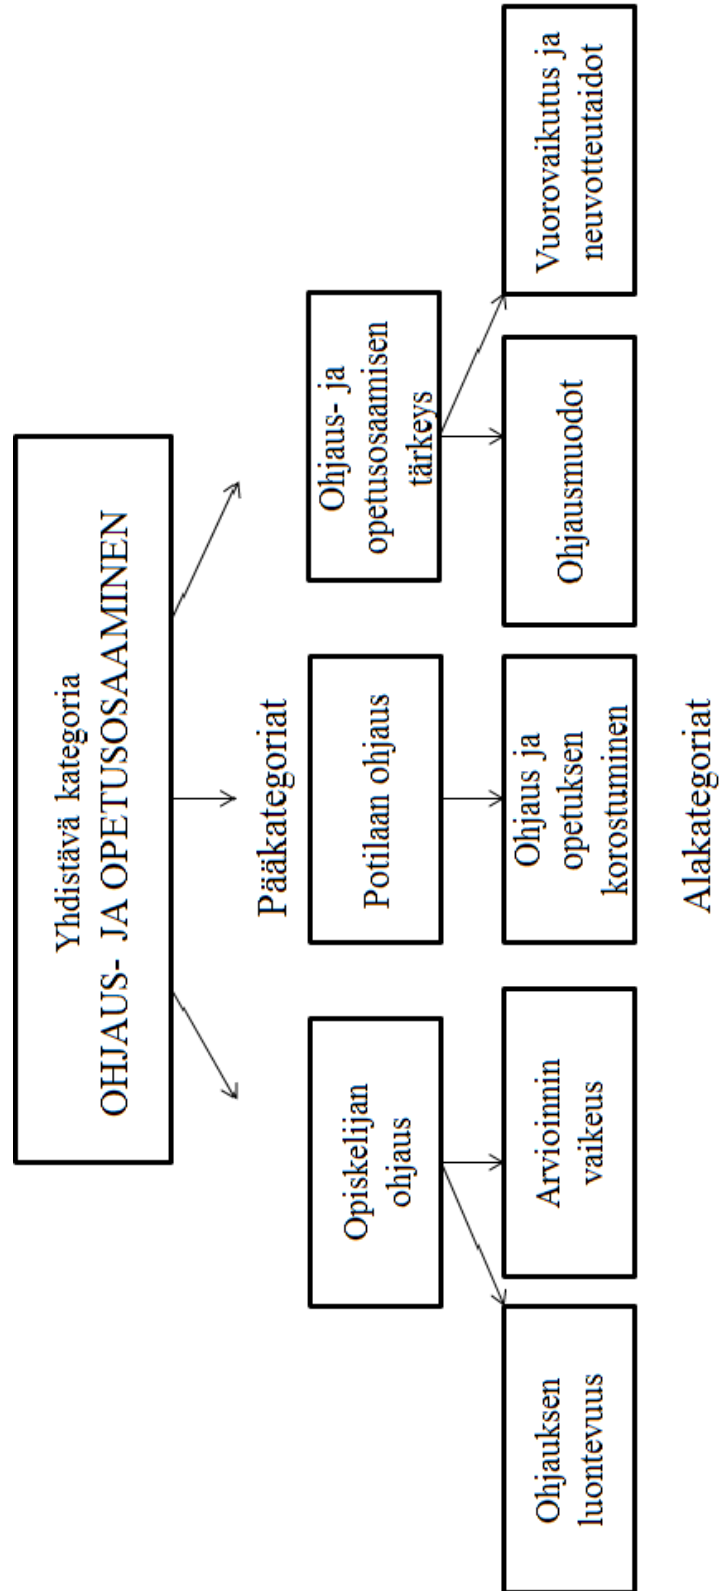 Yhdistävä kategoria
OHJAUS- JA OPETUSOSAAMINEN
Pääkategoriat
Opiskelijan
ohjaus
Potilaan ohjaus
Ohjaus- ja
opetusosaamisen
tärkeys
Ohjauksen
luontevuus
Arvioinnin
vaikeus
Ohjaus ja
opetuksen
korostuminen
Ohjausmuodot
Vuorovaikutus ja
neuvotteutaidot
Alakategoriat